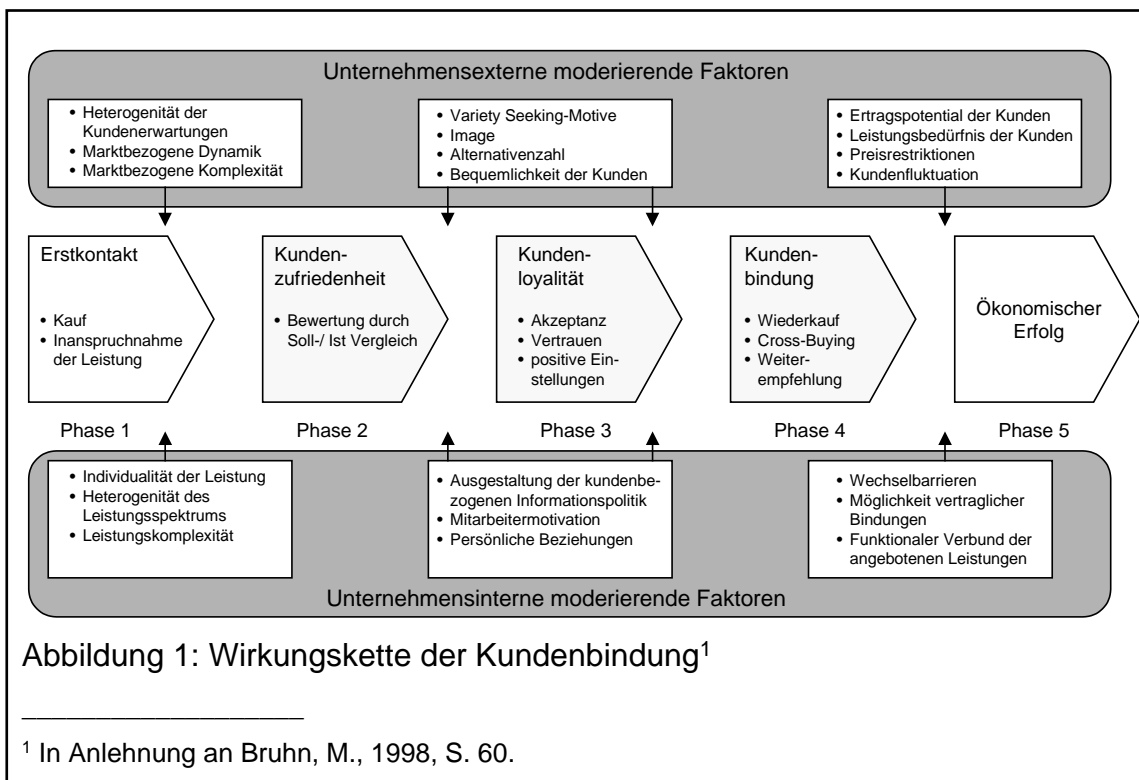 Unternehmensexterne moderierende Faktoren
• Heterogenität der
Kundenerwartungen
• Marktbezogene Dynamik
• Marktbezogene Komplexität
• Variety Seeking-Motive
• Image
• Alternativenzahl
• Bequemlichkeit der Kunden
• Ertragspotential der Kunden
• Leistungsbedürfnis der Kunden
• Preisrestriktionen
• Kundenfluktuation
Erstkontakt
• Kauf
• Inanspruchnahme
der Leistung
Kunden-
zufriedenheit
• Bewertung durch
Soll-/ Ist Vergleich
Kunden-
loyalität
• Akzeptanz
• Vertrauen
• positive Ein-
stellungen
Kunden-
bindung
• Wiederkauf
• Cross-Buying
• Weiter-
empfehlung
Ökonomischer
Erfolg
Phase 1
Phase 2
Phase 3
Phase 4
Phase 5
• Individualität der Leistung
• Heterogenität des
Leistungsspektrums
• Leistungskomplexität
• Ausgestaltung der kundenbe-
zogenen Informationspolitik
• Mitarbeitermotivation
• Persönliche Beziehungen
• Wechselbarrieren
• Möglichkeit vertraglicher
Bindungen
• Funktionaler Verbund der
angebotenen Leistungen
Unternehmensinterne moderierende Faktoren
Abbildung 1: Wirkungskette der Kundenbindung¹
¹ In Anlehnung an Bruhn, M., 1998, S. 60.